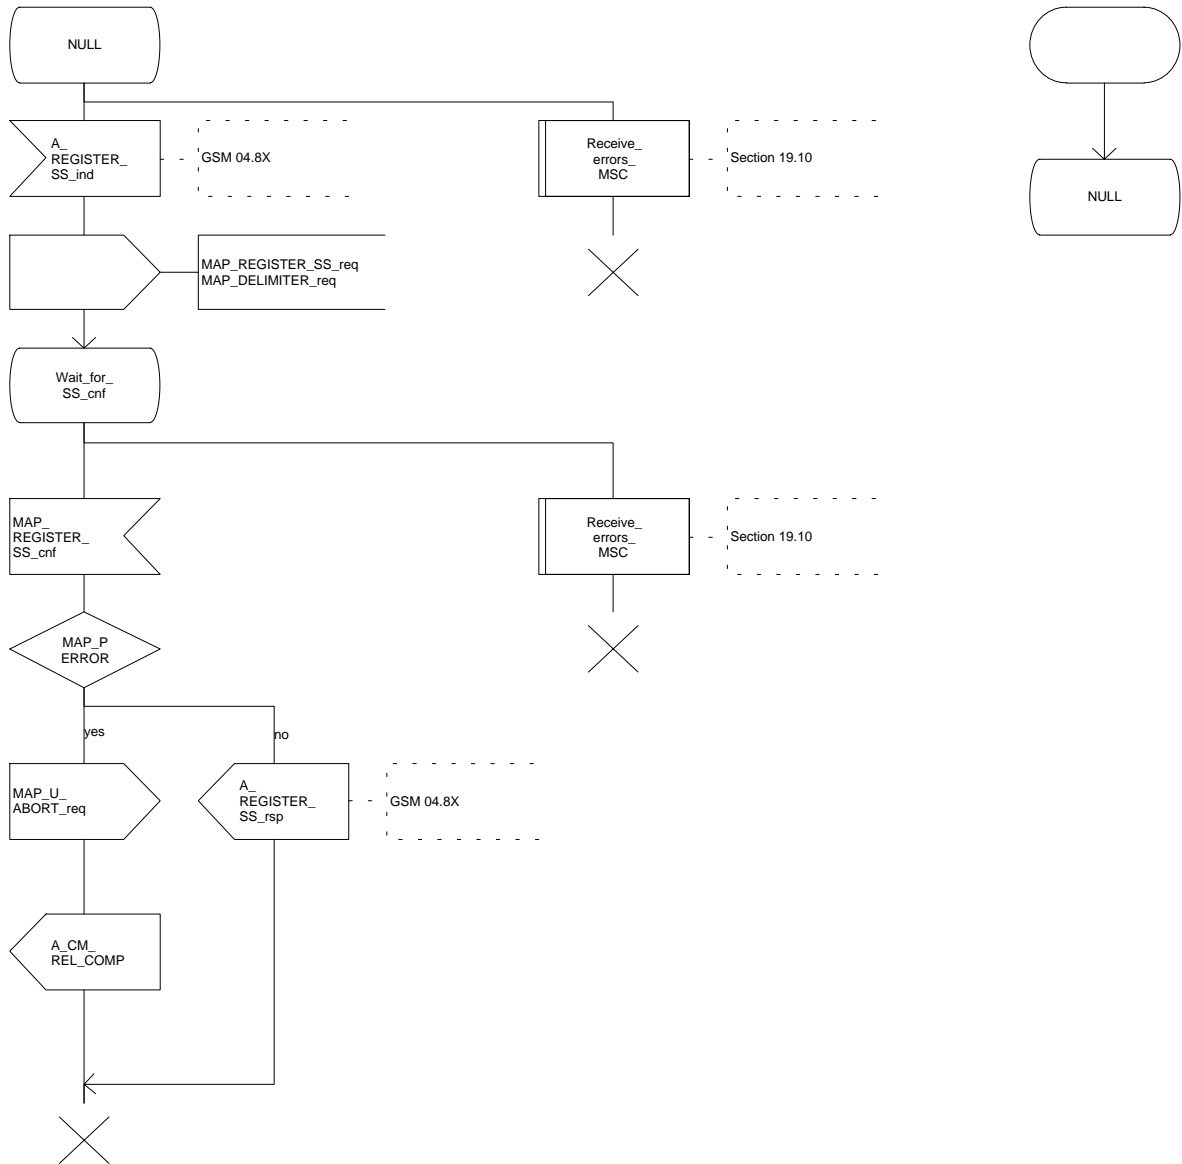 NULL
A_
REGISTER_
SS_ind
GSM 04.8X
Receive_
errors_
MSC
Section 19.10
NULL
MAP_REGISTER_SS_req
MAP_DELIMITER_req
Wait_for_
SS_cnf
MAP_
REGISTER_
SS_cnf
Receive_
errors_
MSC
Section 19.10
MAP_P
ERROR
yes
no
MAP_U_
ABORT_req
A_
REGISTER_
SS_rsp
GSM 04.8X
A_CM_
REL_COMP